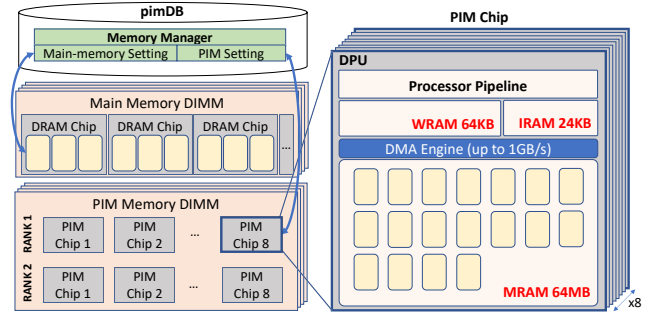 pimDB
Memory Manager
Main-memory Setting
PIM Setting
Main Memory DIMM
DRAM Chip
DRAM Chip
DRAM Chip
...
PIM Memory DIMM
RANK 1
PIM
Chip 1
PIM
Chip 2
...
PIM
Chip 8
RANK 2
PIM
Chip 1
PIM
Chip 2
...
PIM
Chip 8
PIM Chip
DPU
Processor Pipeline
WRAM 64KB
IRAM 24KB
DMA Engine (up to 1GB/s)
MRAM 64MB
x8